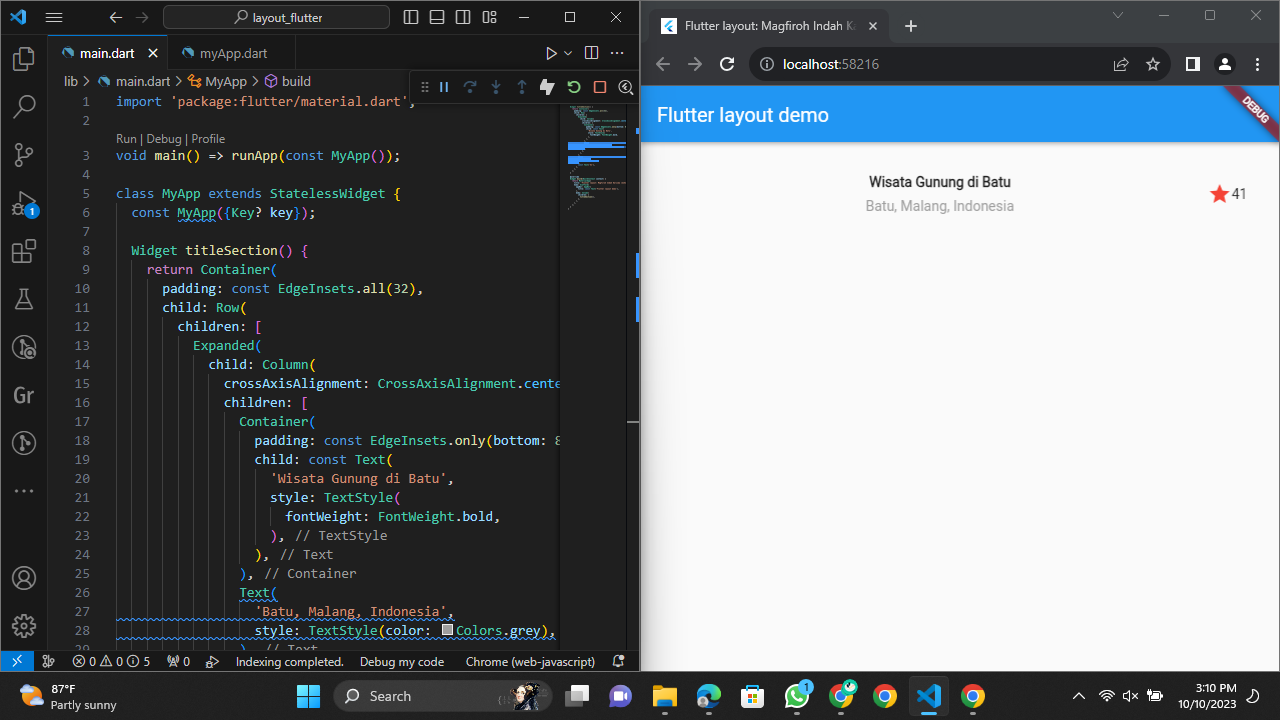 layout_flutter
main.dart
myApp.dart
lib > main.dart > MyApp > build
1 import 'package:flutter/material.dart';
2
Run | Debug | Profile
3 void main() => runApp(const MyApp());
4
5 class MyApp extends StatelessWidget {
6 const MyApp({Key? key});
7
8 Widget titleSection() {
9 return Container(
10 padding: const EdgeInsets.all(32),
11 child: Row(
12 children: [
13 Expanded(
14 child: Column(
15 crossAxisAlignment: CrossAxisAlignment.cente
16 children: [
17 Container(
18 padding: const EdgeInsets.only(bottom: 8
19 child: const Text(
20 'Wisata Gunung di Batu',
21 style: TextStyle(
22 fontWeight: FontWeight.bold,
23 ), // TextStyle
24 ), // Text
25 ), // Container
26 Text(
27 'Batu, Malang, Indonesia',
28 style: TextStyle(color: Colors.grey),
29 ), // Text
Gr
1
0 0 5 0 Indexing completed. Debug my code Chrome (web-javascript)
Flutter layout: Magfiroh Indah Ka
localhost:58216
Flutter layout demo
DEBUG
Wisata Gunung di Batu
Batu, Malang, Indonesia
41
87°F
Partly sunny
Search
1
3:10 PM
10/10/2023